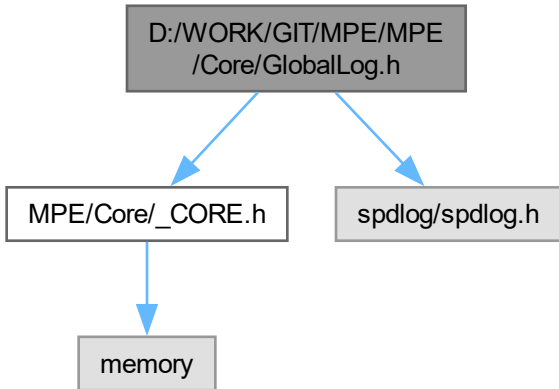 D:/WORK/GIT/MPE/MPE
/Core/GlobalLog.h
MPE/Core/_CORE.h
spdlog/spdlog.h
memory